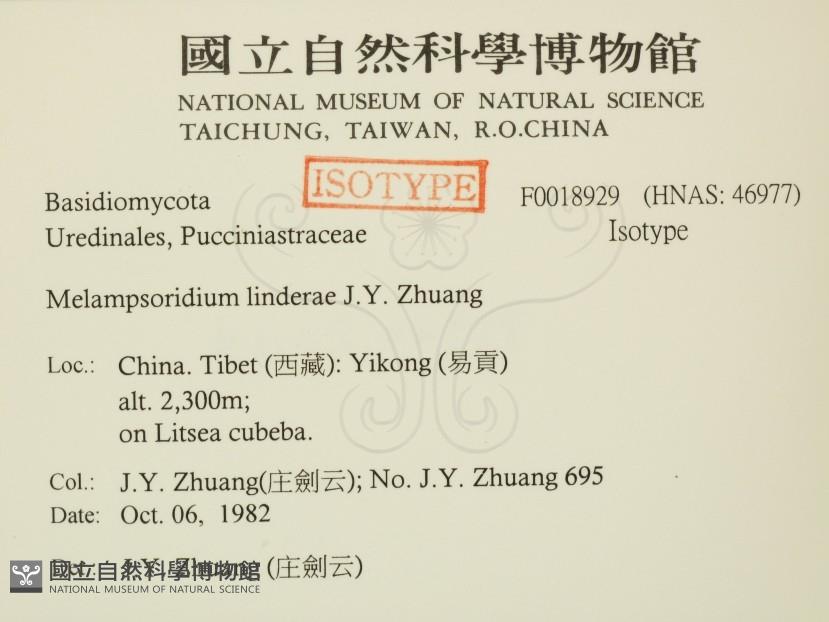 國立自然科學博物館
NATIONAL MUSEUM OF NATURAL SCIENCE
TAICHUNG, TAIWAN, R.O.CHINA
ISOTYPE
Basidiomycota F0018929 (HNAS: 46977)
Uredinales, Pucciniastraceae Isotype
Melampsoridium linderae J.Y. Zhuang
Loc.: China. Tibet (西藏): Yikong (易貢)
alt. 2,300m;
on Litsea cubeba.
Col.: J.Y. Zhuang(庄劍云); No. J.Y. Zhuang 695
Date: Oct. 06, 1982
Det.: J.Y. Zhuang (庄劍云)
國立自然科學博物館
NATIONAL MUSEUM OF NATURAL SCIENCE